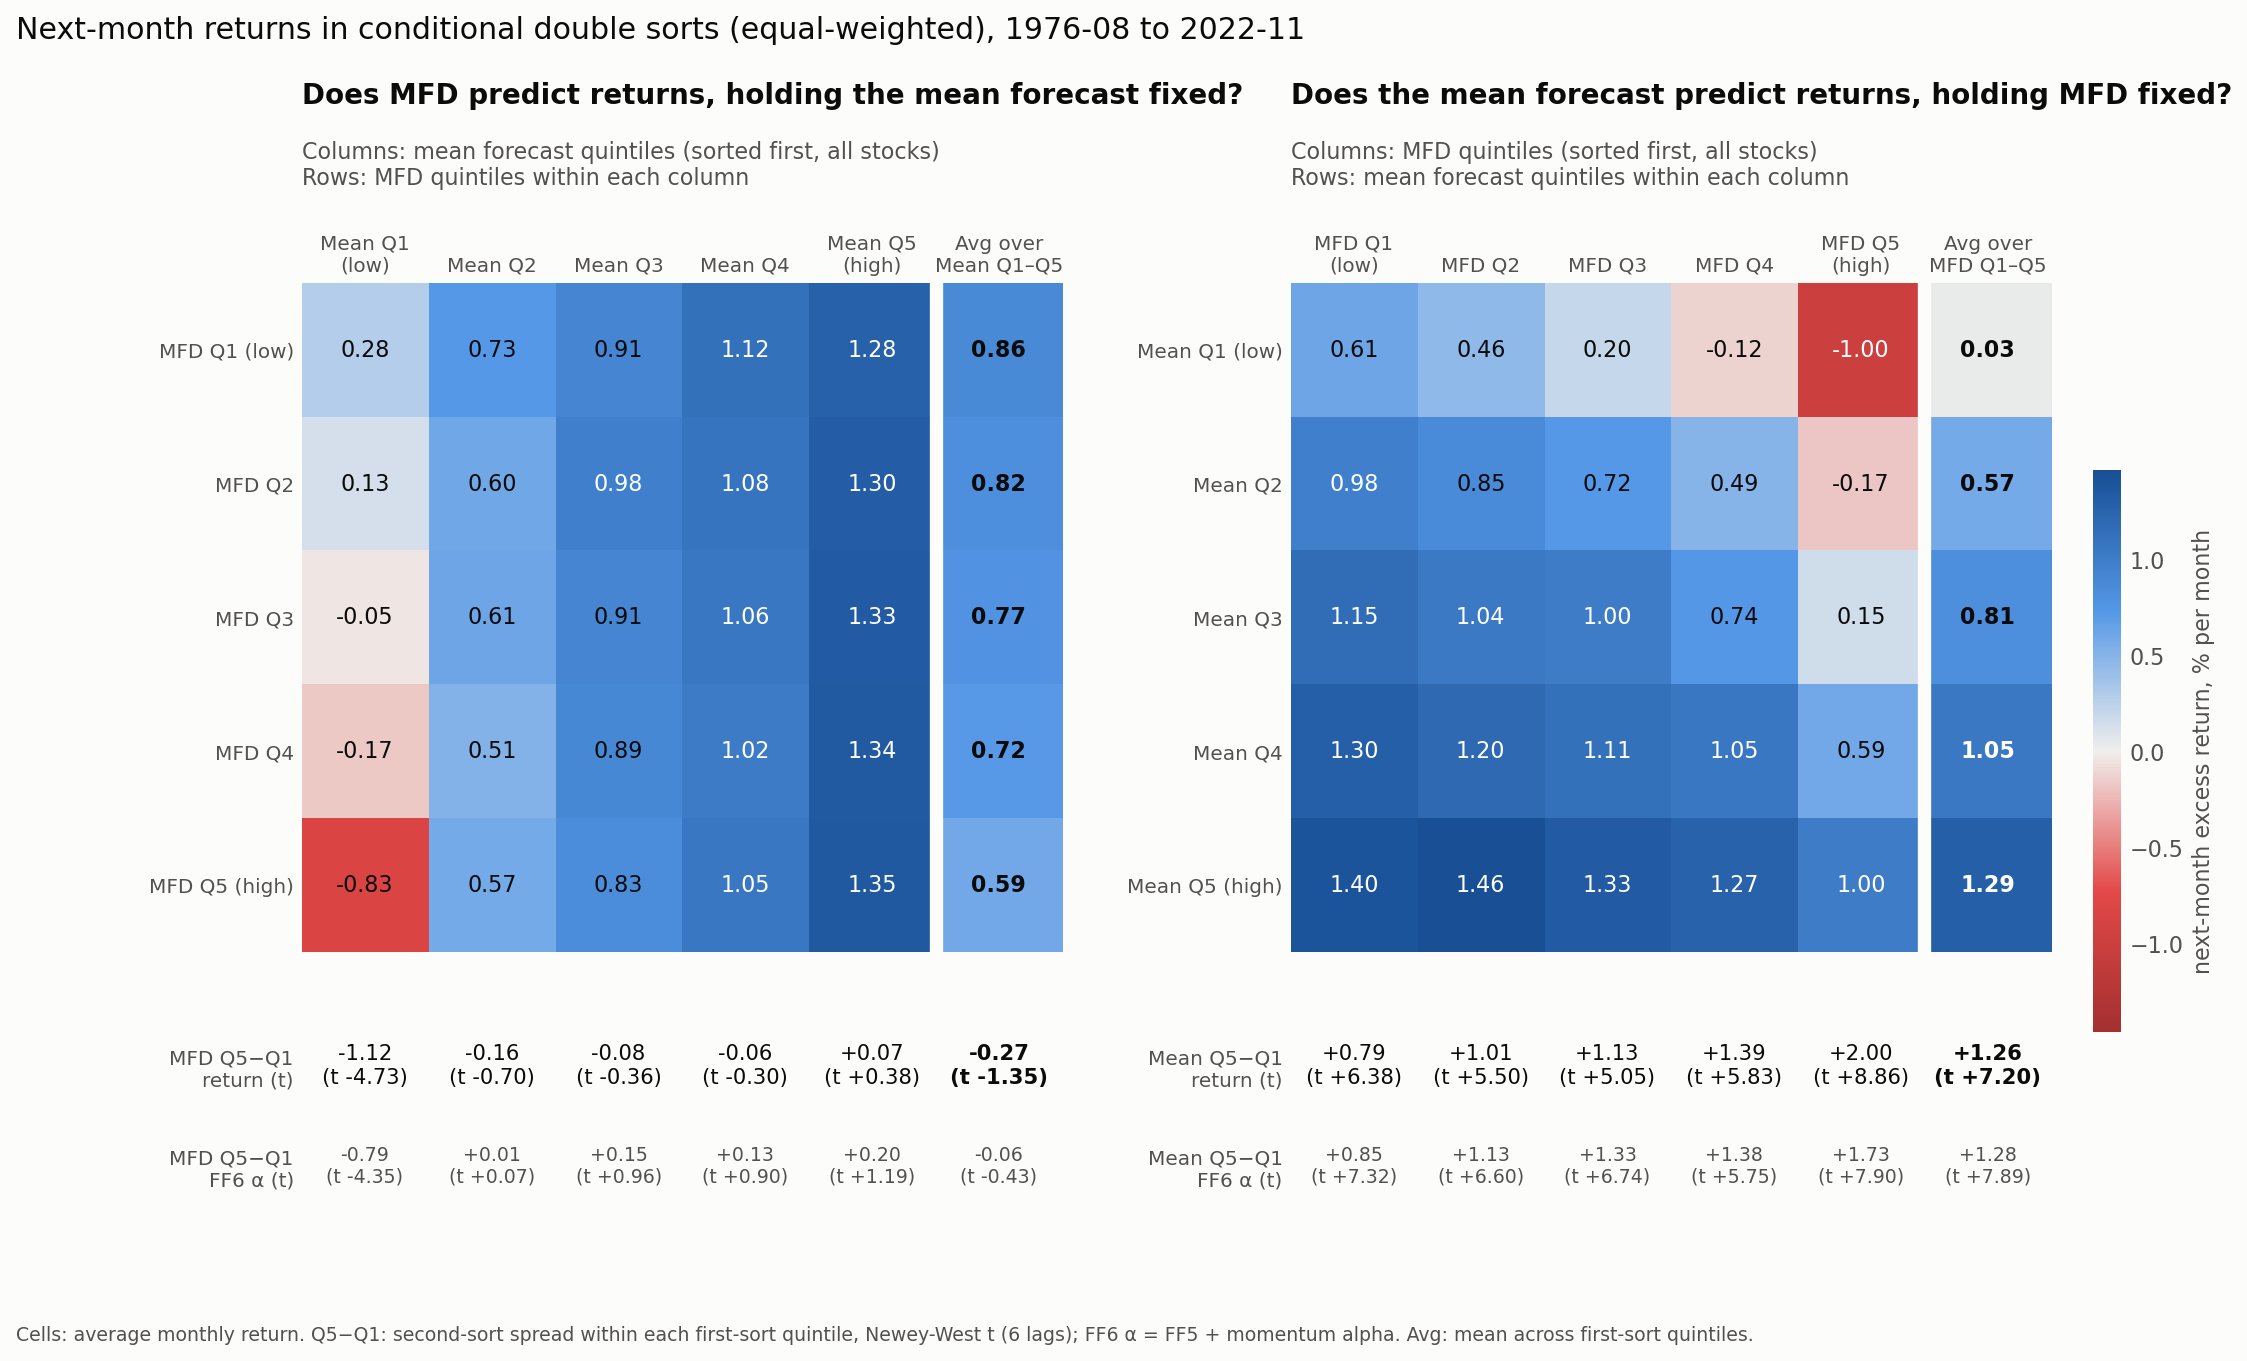 Next-month returns in conditional double sorts (equal-weighted), 1976-08 to 2022-11
Does MFD predict returns, holding the mean forecast fixed?
Columns: mean forecast quintiles (sorted first, all stocks)
Rows: MFD quintiles within each column
Mean Q1 (low) Mean Q2 Mean Q3 Mean Q4 Mean Q5 (high) Avg over Mean Q1–Q5
MFD Q1 (low) 0.28 0.73 0.91 1.12 1.28 0.86
MFD Q2 0.13 0.60 0.98 1.08 1.30 0.82
MFD Q3 -0.05 0.61 0.91 1.06 1.33 0.77
MFD Q4 -0.17 0.51 0.89 1.02 1.34 0.72
MFD Q5 (high) -0.83 0.57 0.83 1.05 1.35 0.59
MFD Q5−Q1 -1.12 -0.16 -0.08 -0.06 +0.07 -0.27
return (t) (t -4.73) (t -0.70) (t -0.36) (t -0.30) (t +0.38) (t -1.35)
MFD Q5−Q1 -0.79 +0.01 +0.15 +0.13 +0.20 -0.06
FF6 α (t) (t -4.35) (t +0.07) (t +0.96) (t +0.90) (t +1.19) (t -0.43)
Does the mean forecast predict returns, holding MFD fixed?
Columns: MFD quintiles (sorted first, all stocks)
Rows: mean forecast quintiles within each column
MFD Q1 (low) MFD Q2 MFD Q3 MFD Q4 MFD Q5 (high) Avg over MFD Q1–Q5
Mean Q1 (low) 0.61 0.46 0.20 -0.12 -1.00 0.03
Mean Q2 0.98 0.85 0.72 0.49 -0.17 0.57
Mean Q3 1.15 1.04 1.00 0.74 0.15 0.81
Mean Q4 1.30 1.20 1.11 1.05 0.59 1.05
Mean Q5 (high) 1.40 1.46 1.33 1.27 1.00 1.29
Mean Q5−Q1 +0.79 +1.01 +1.13 +1.39 +2.00 +1.26
return (t) (t +6.38) (t +5.50) (t +5.05) (t +5.83) (t +8.86) (t +7.20)
Mean Q5−Q1 +0.85 +1.13 +1.33 +1.38 +1.73 +1.28
FF6 α (t) (t +7.32) (t +6.60) (t +6.74) (t +5.75) (t +7.90) (t +7.89)
1.0
0.5
0.0
−0.5
−1.0
next-month excess return, % per month
Cells: average monthly return. Q5−Q1: second-sort spread within each first-sort quintile, Newey-West t (6 lags); FF6 α = FF5 + momentum alpha. Avg: mean across first-sort quintiles.